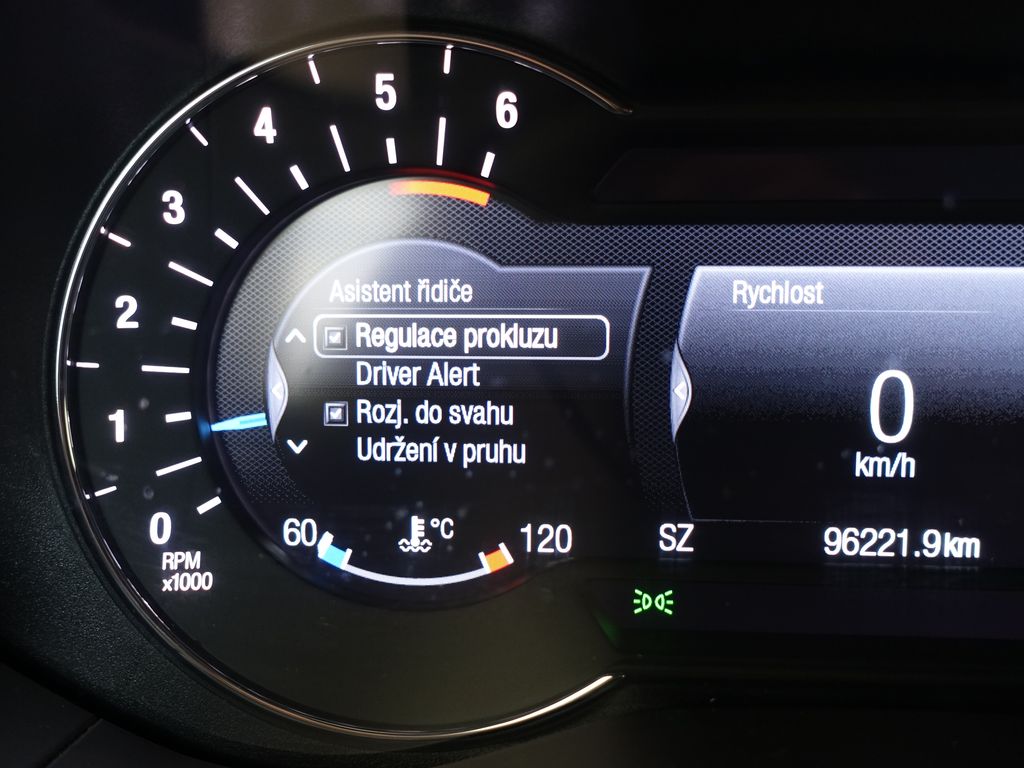 6
5
4
3
2
1
0
RPM
x1000
Asistent řidiče
Regulace prokluzu
Driver Alert
Rozj. do svahu
Udržení v pruhu
60 °C 120
Rychlost
0
km/h
SZ 96221.9km